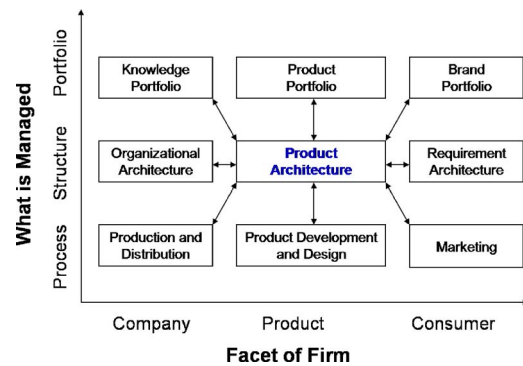 What is Managed
Portfolio
Structure
Process
Knowledge
Portfolio
Product
Portfolio
Brand
Portfolio
Organizational
Architecture
Product
Architecture
Requirement
Architecture
Production and
Distribution
Product Development
and Design
Marketing
Company
Product
Consumer
Facet of Firm